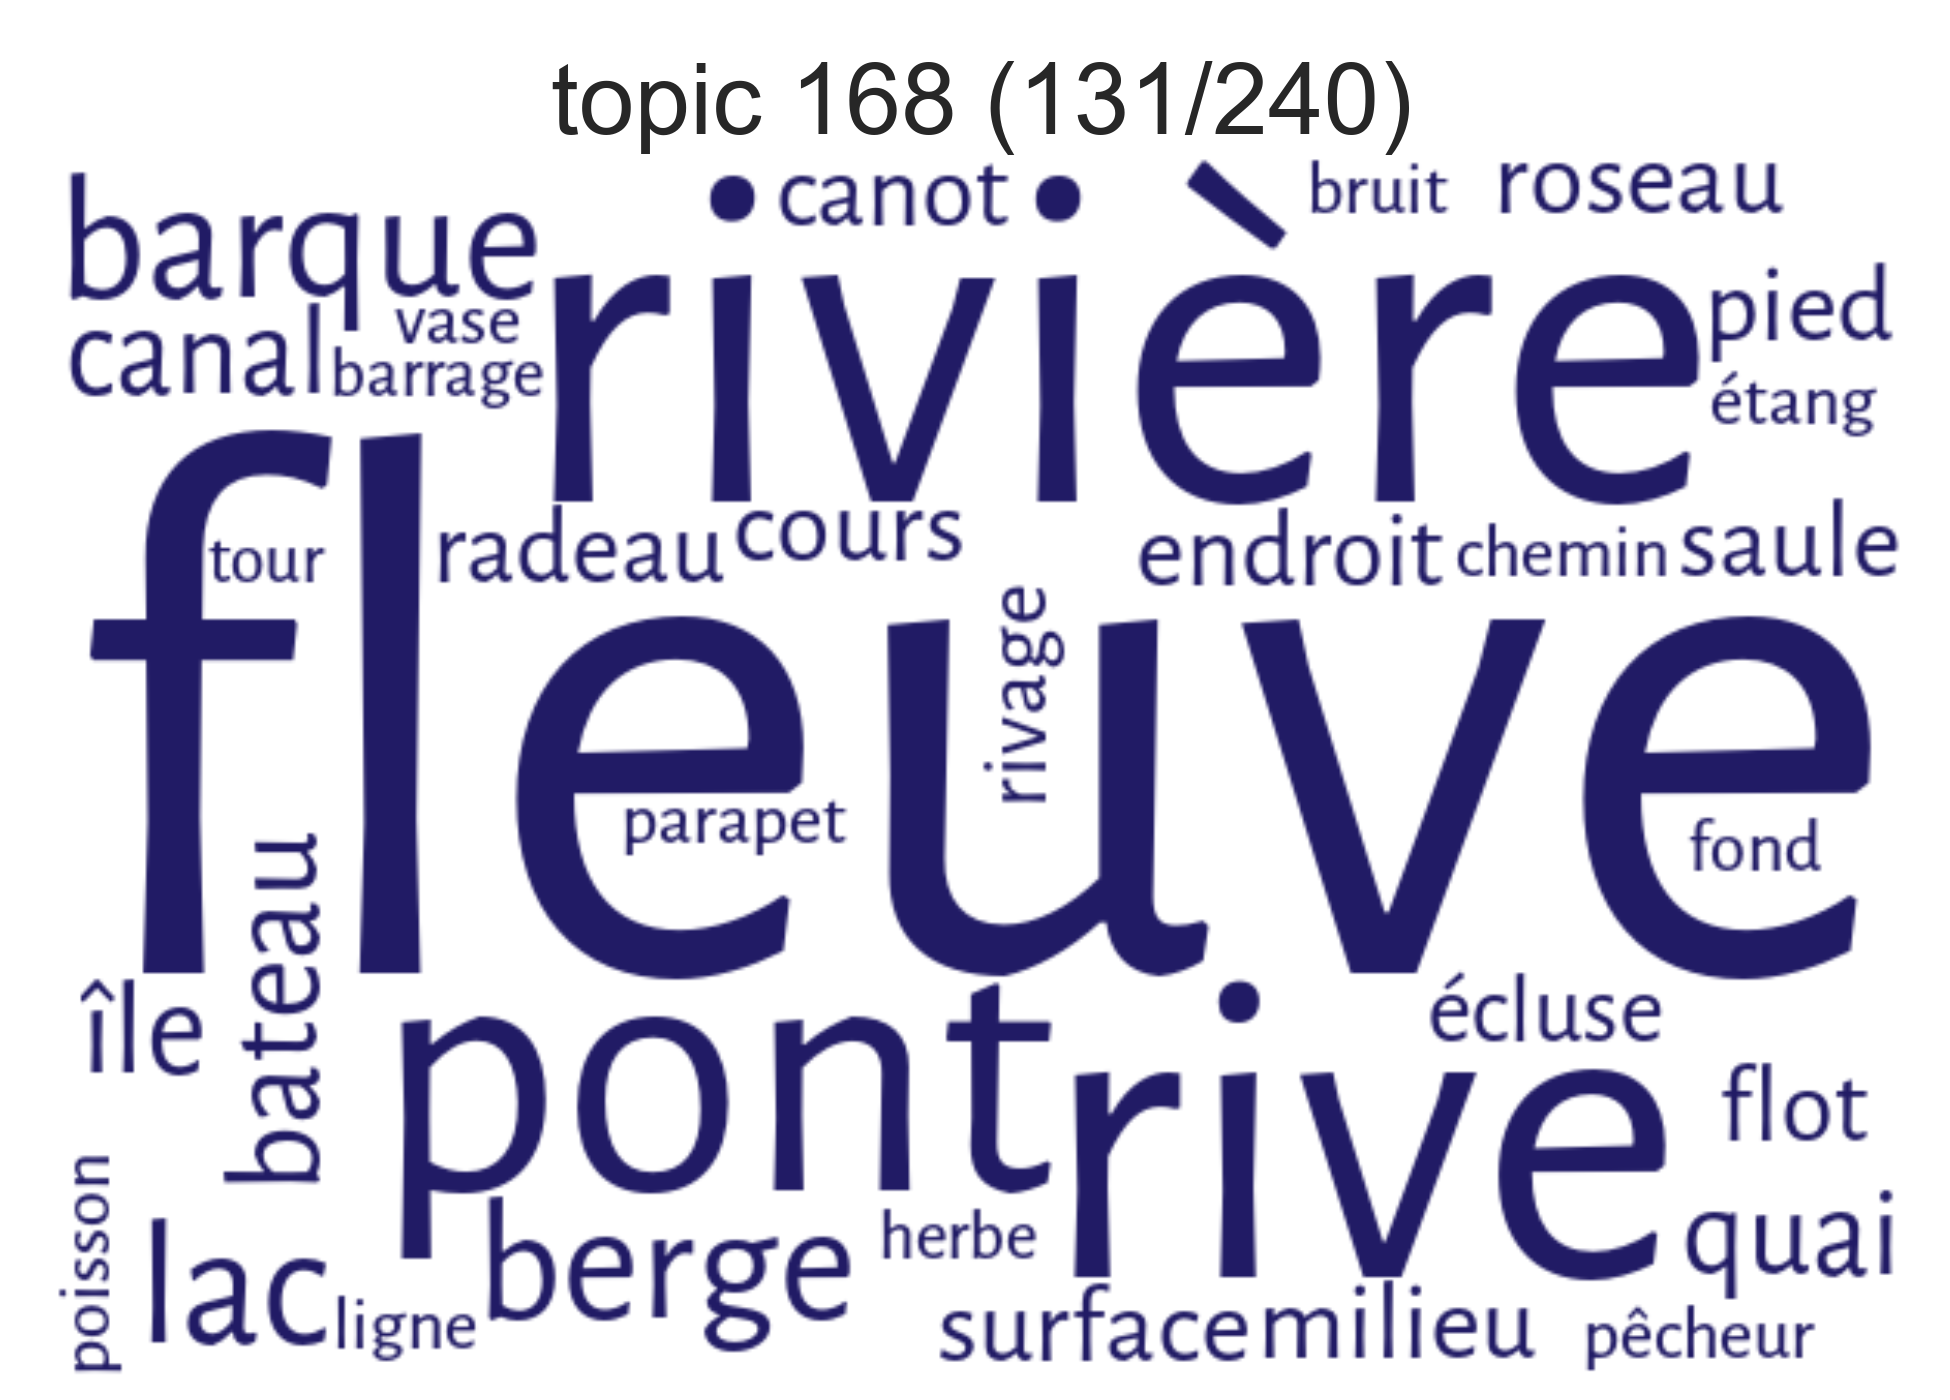 topic 168 (131/240)
barque
canot
bruit
roseau
rivière
pied
vase
canal
barrage
étang
fleuve
tour
radeau
cours
endroit
chemin
saule
rivage
parapet
fond
bateau
île
pont
rive
écluse
flot
poisson
lac
ligne
berge
herbe
quai
surface
milieu
pêcheur